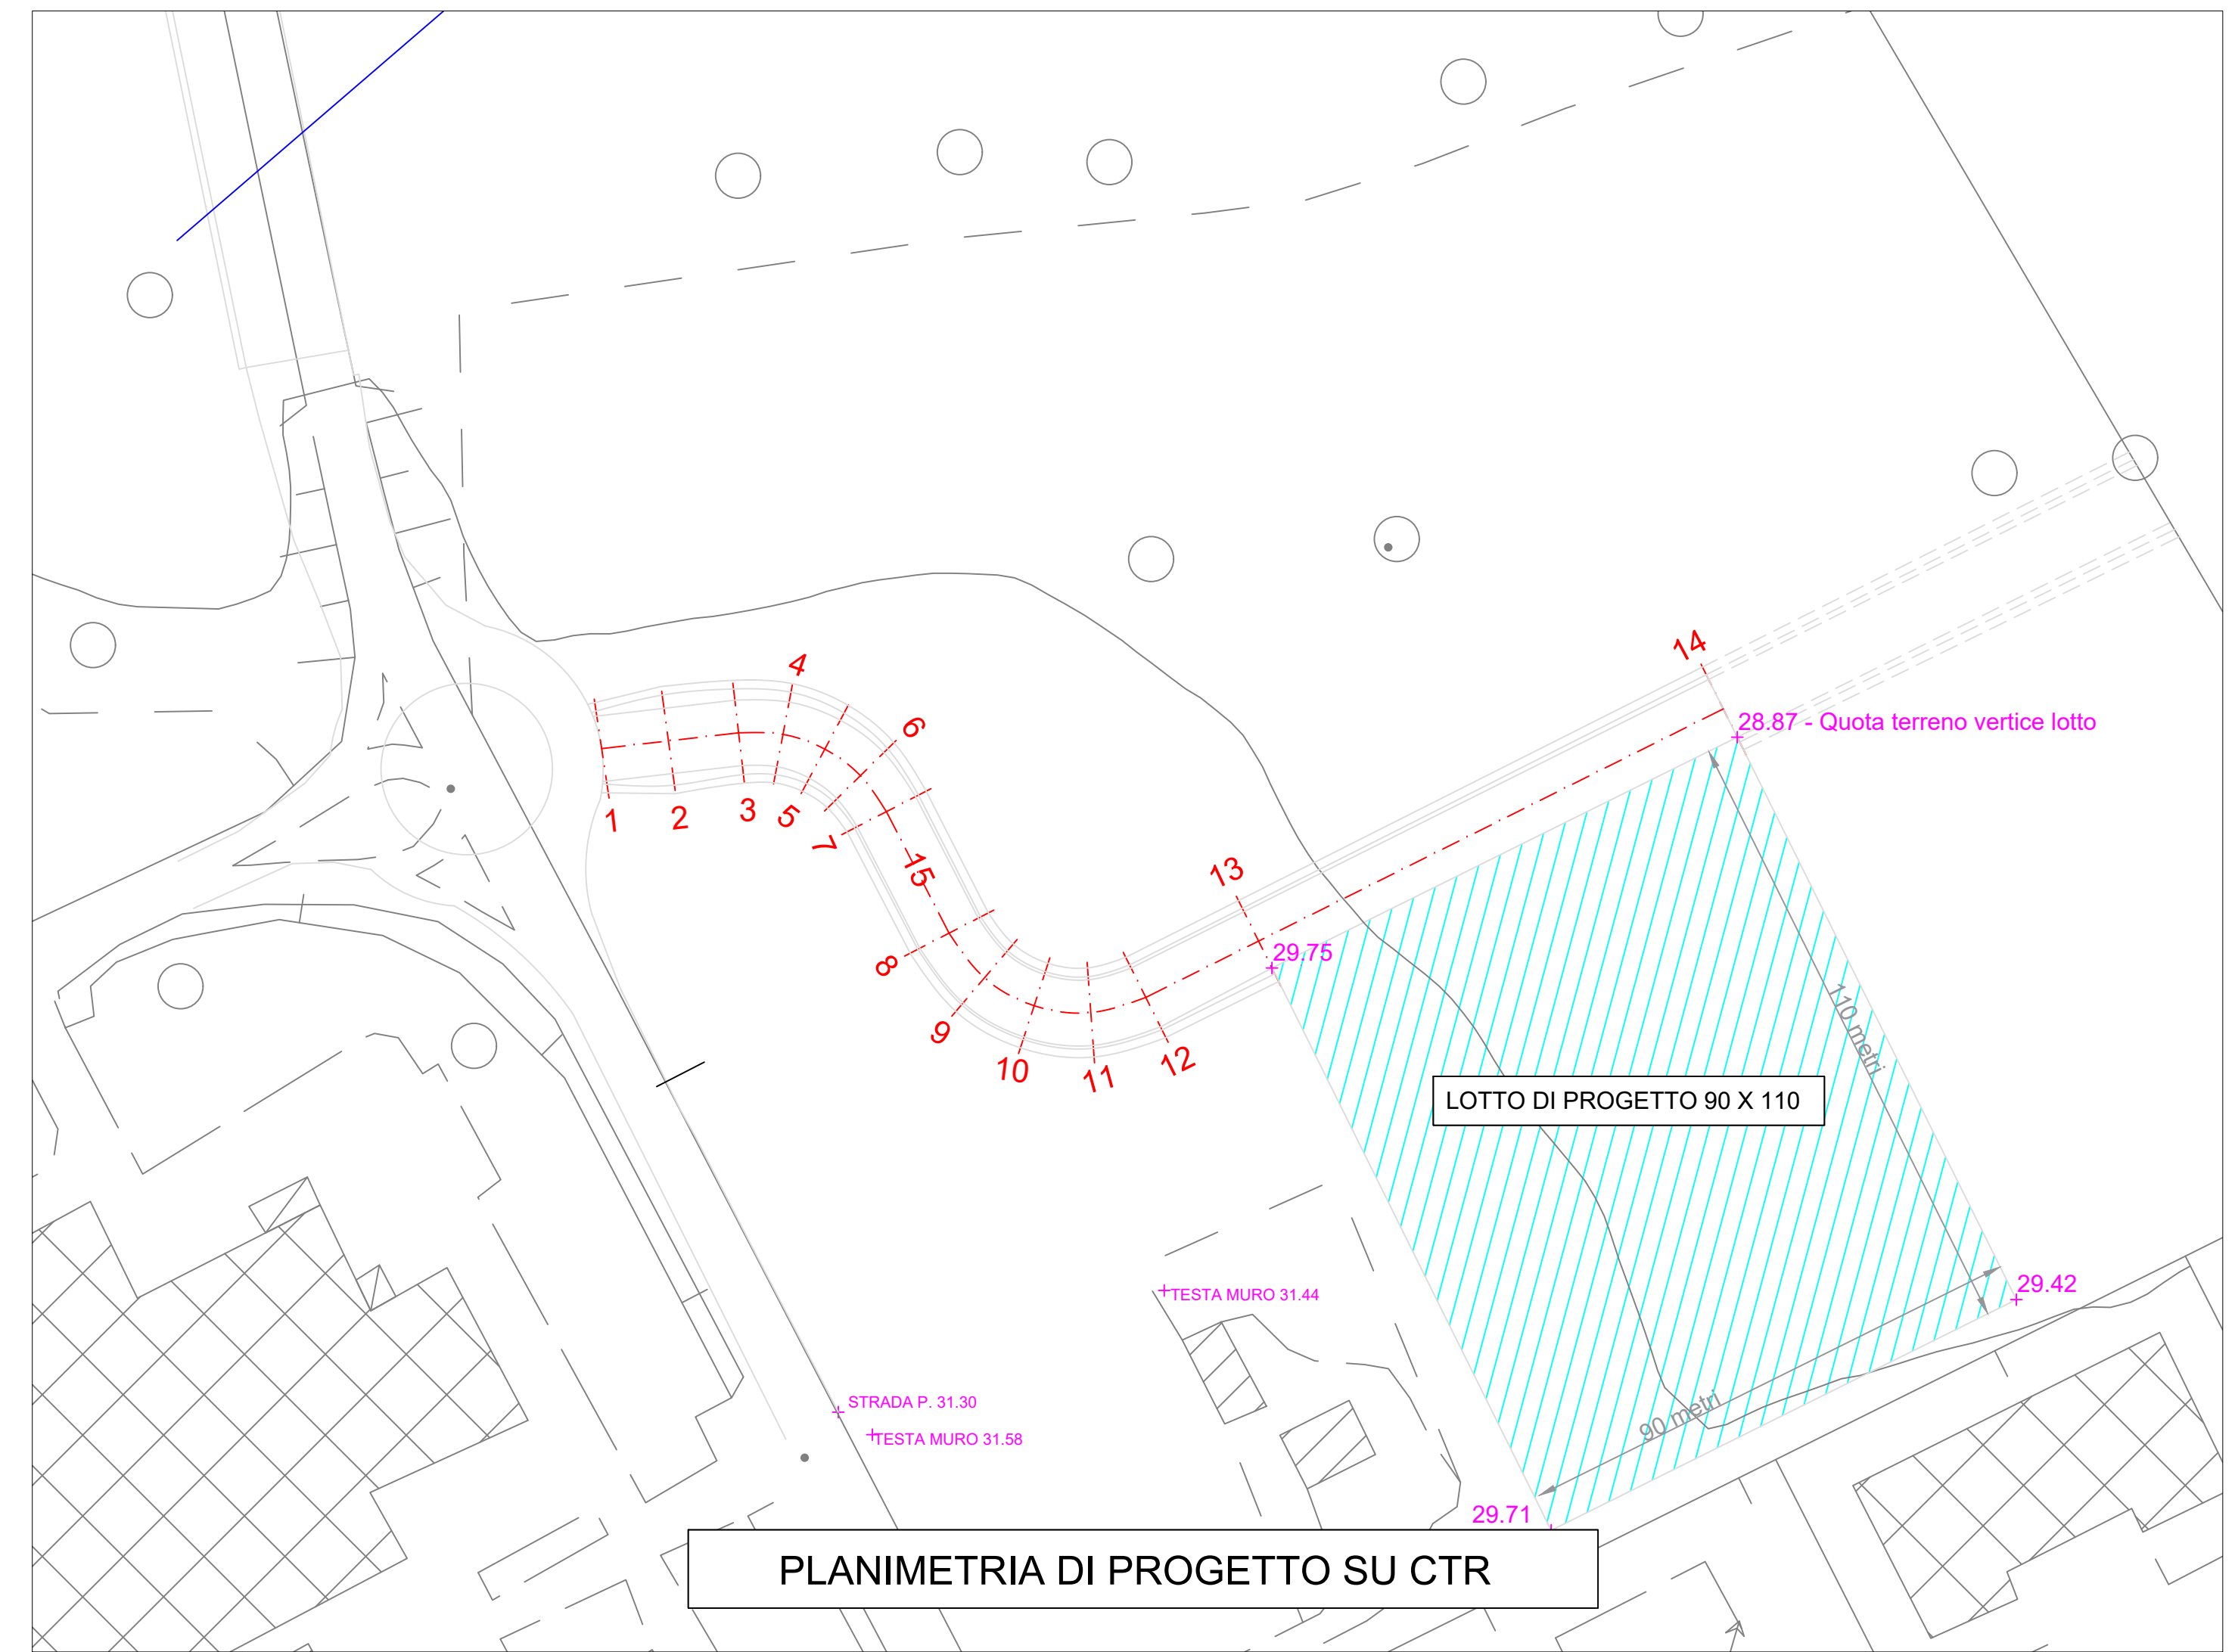 14
4
6
28.87 - Quota terreno vertice lotto
1
2
3
5
7
15
13
8
29.75
9
10
11
12
110 metri
LOTTO DI PROGETTO 90 X 110
TESTA MURO 31.44
29.42
STRADA P. 31.30
TESTA MURO 31.58
90 metri
29.71
PLANIMETRIA DI PROGETTO SU CTR